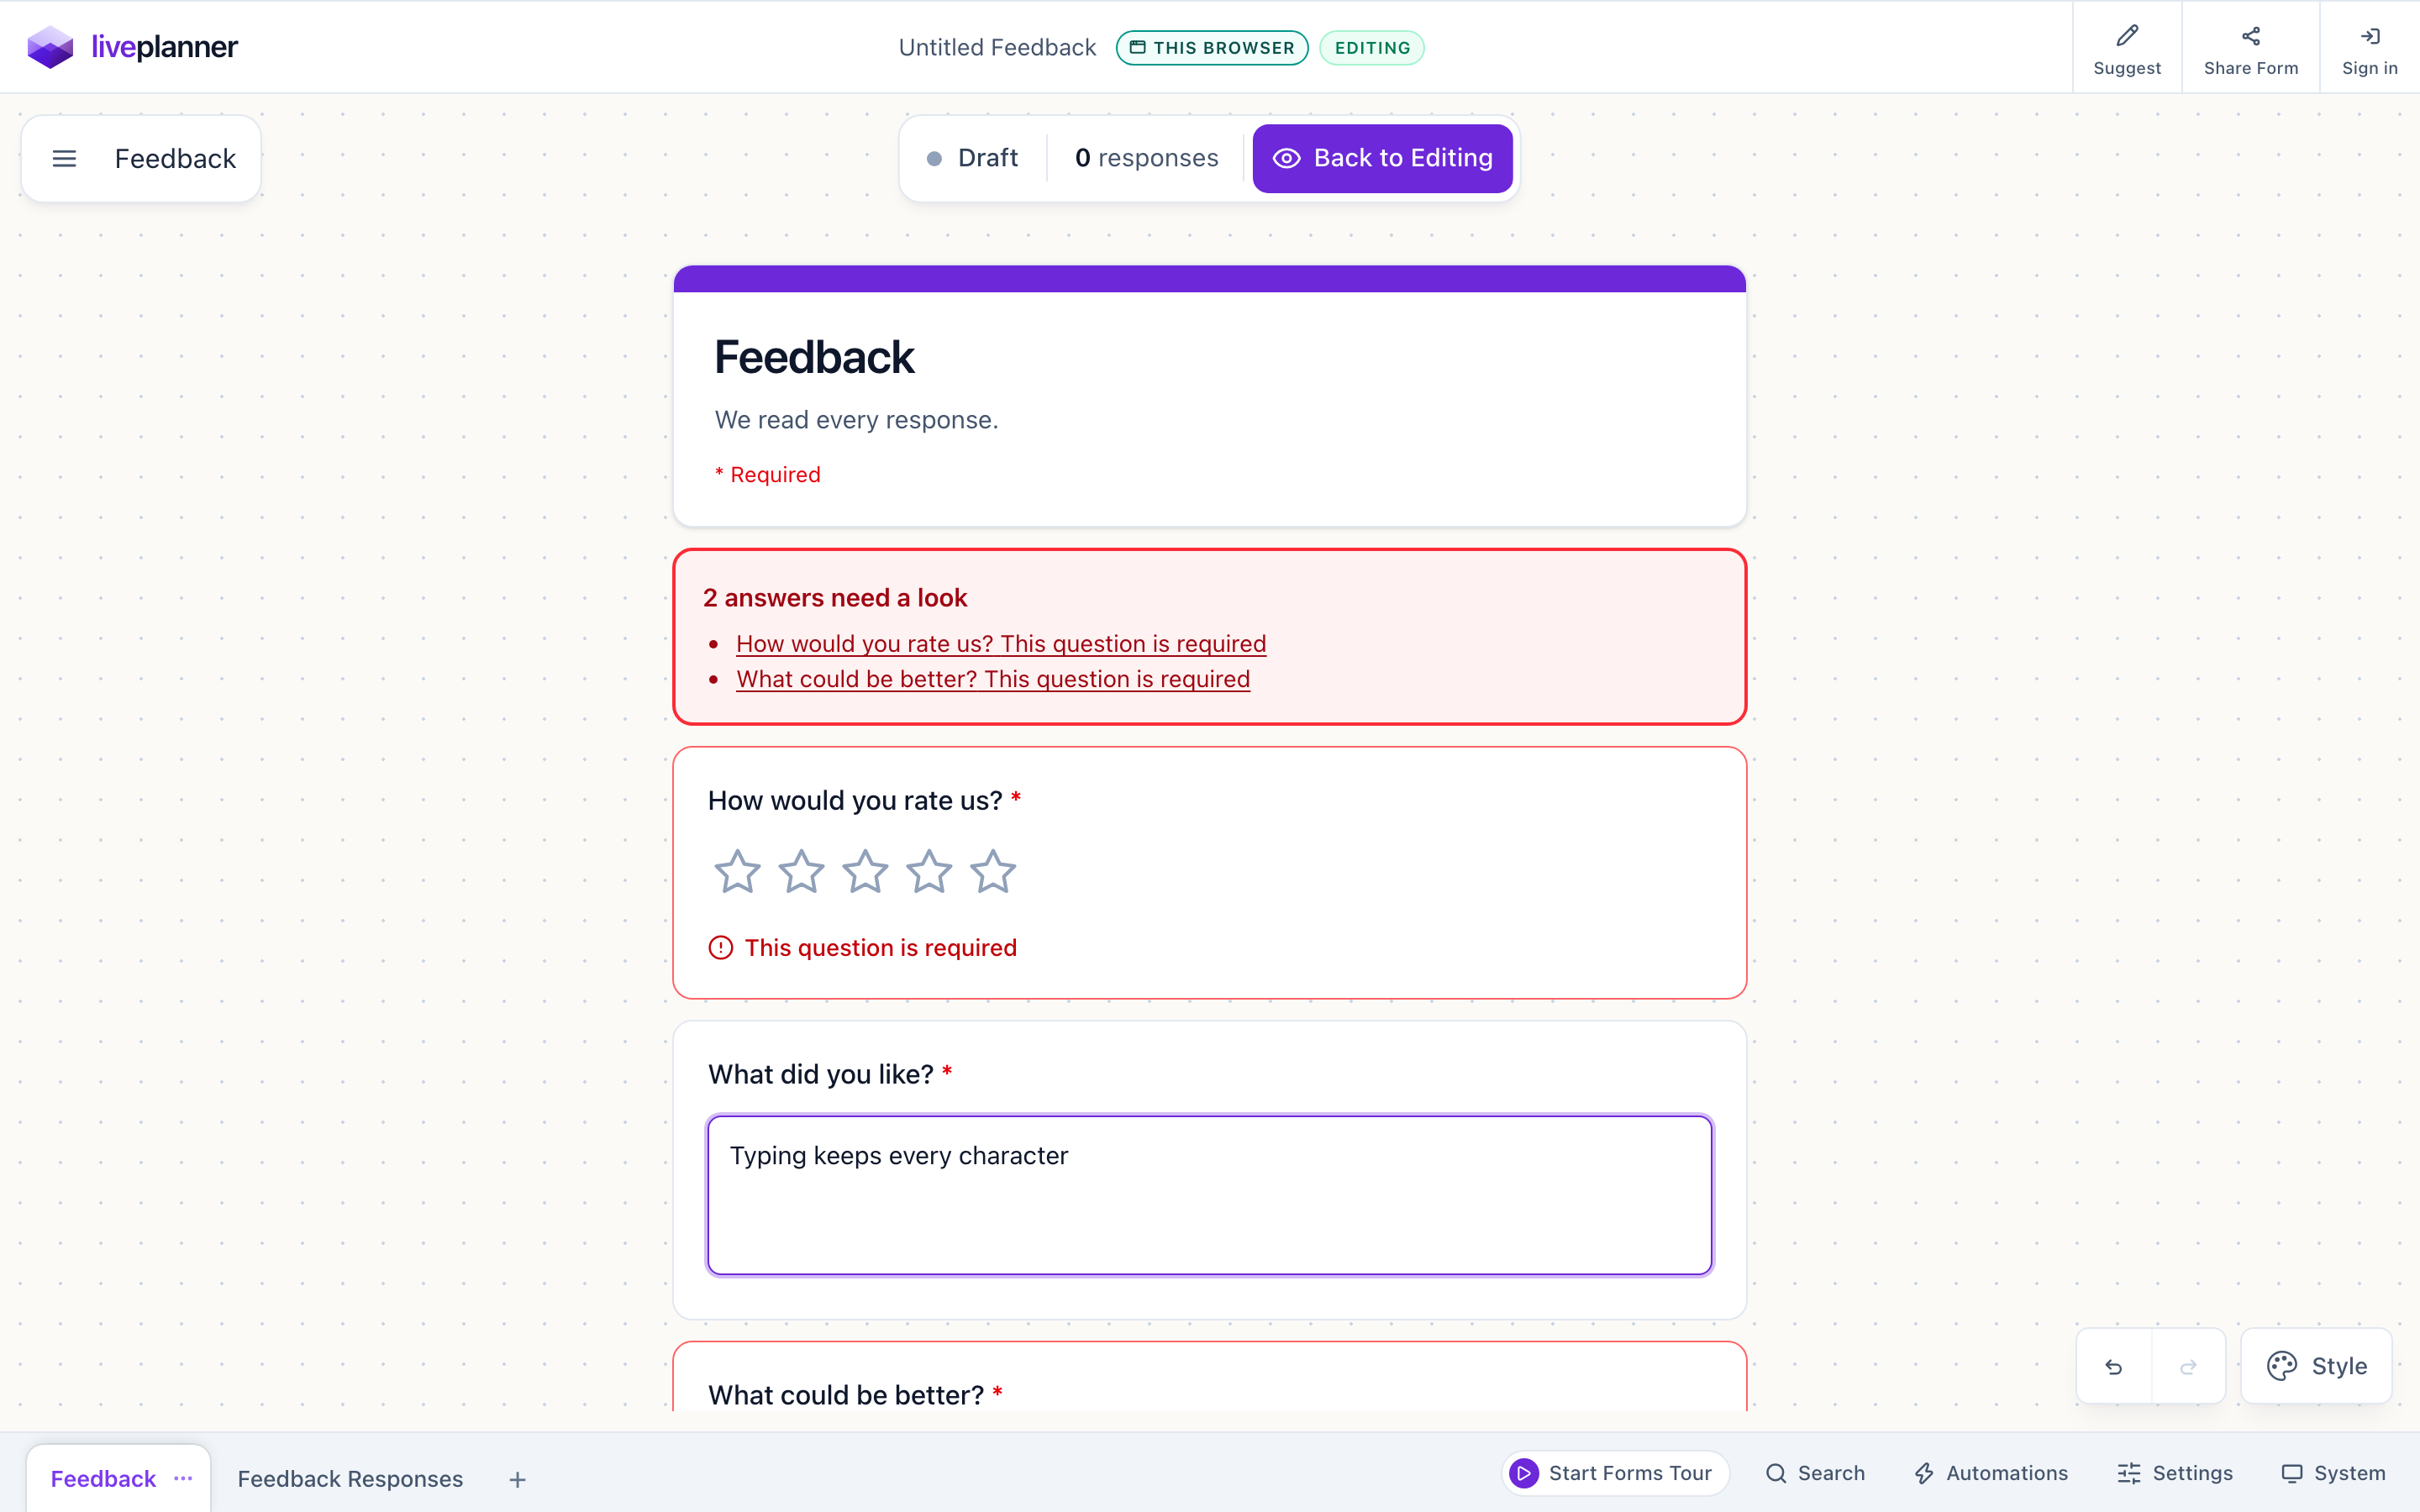 liveplanner
Untitled Feedback THIS BROWSER EDITING
Suggest Share Form Sign in
Feedback
Draft 0 responses Back to Editing
Feedback
We read every response.
* Required
2 answers need a look
• How would you rate us? This question is required
• What could be better? This question is required
How would you rate us? *
This question is required
What did you like? *
Typing keeps every character
What could be better? *
Style
Feedback Feedback Responses Start Forms Tour Search Automations Settings System